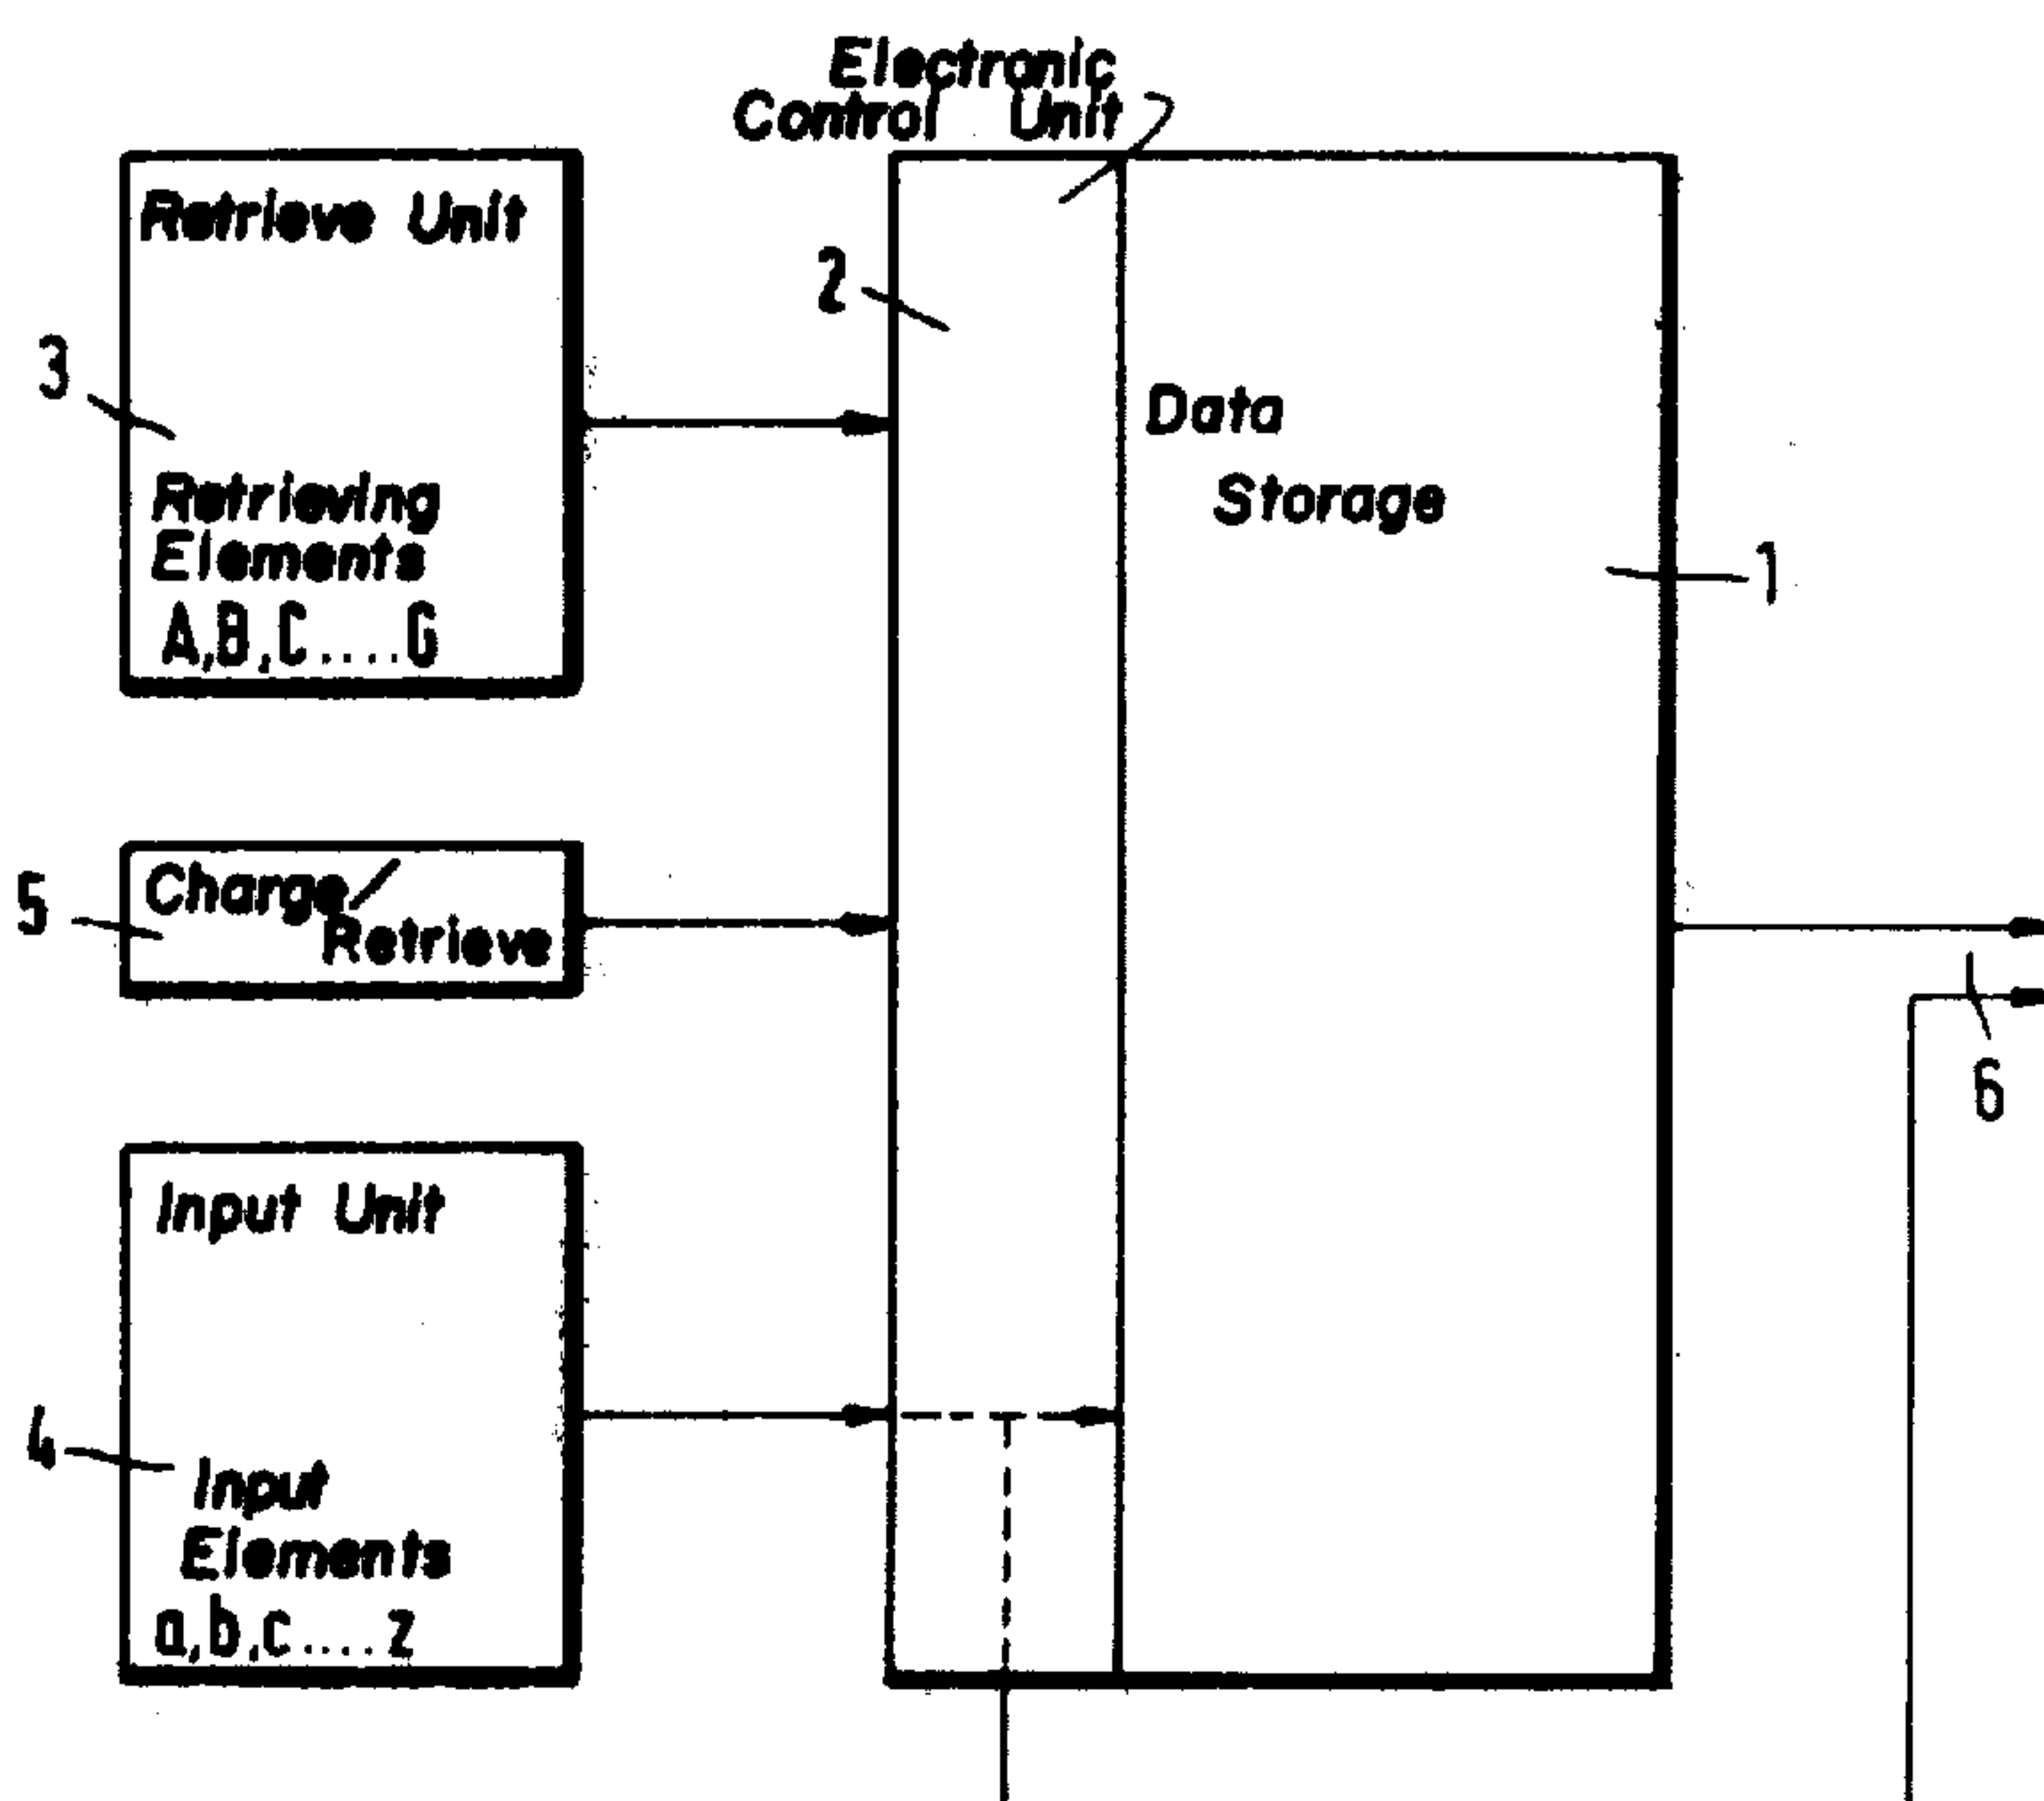 Electronic
Control Unit
Retrieve Unit
2
3
Data
Storage
Retrieving
Elements
A,B,C....G
1
Charge/
Retrieve
5
6
Input Unit
4
Input
Elements
a,b,c....z